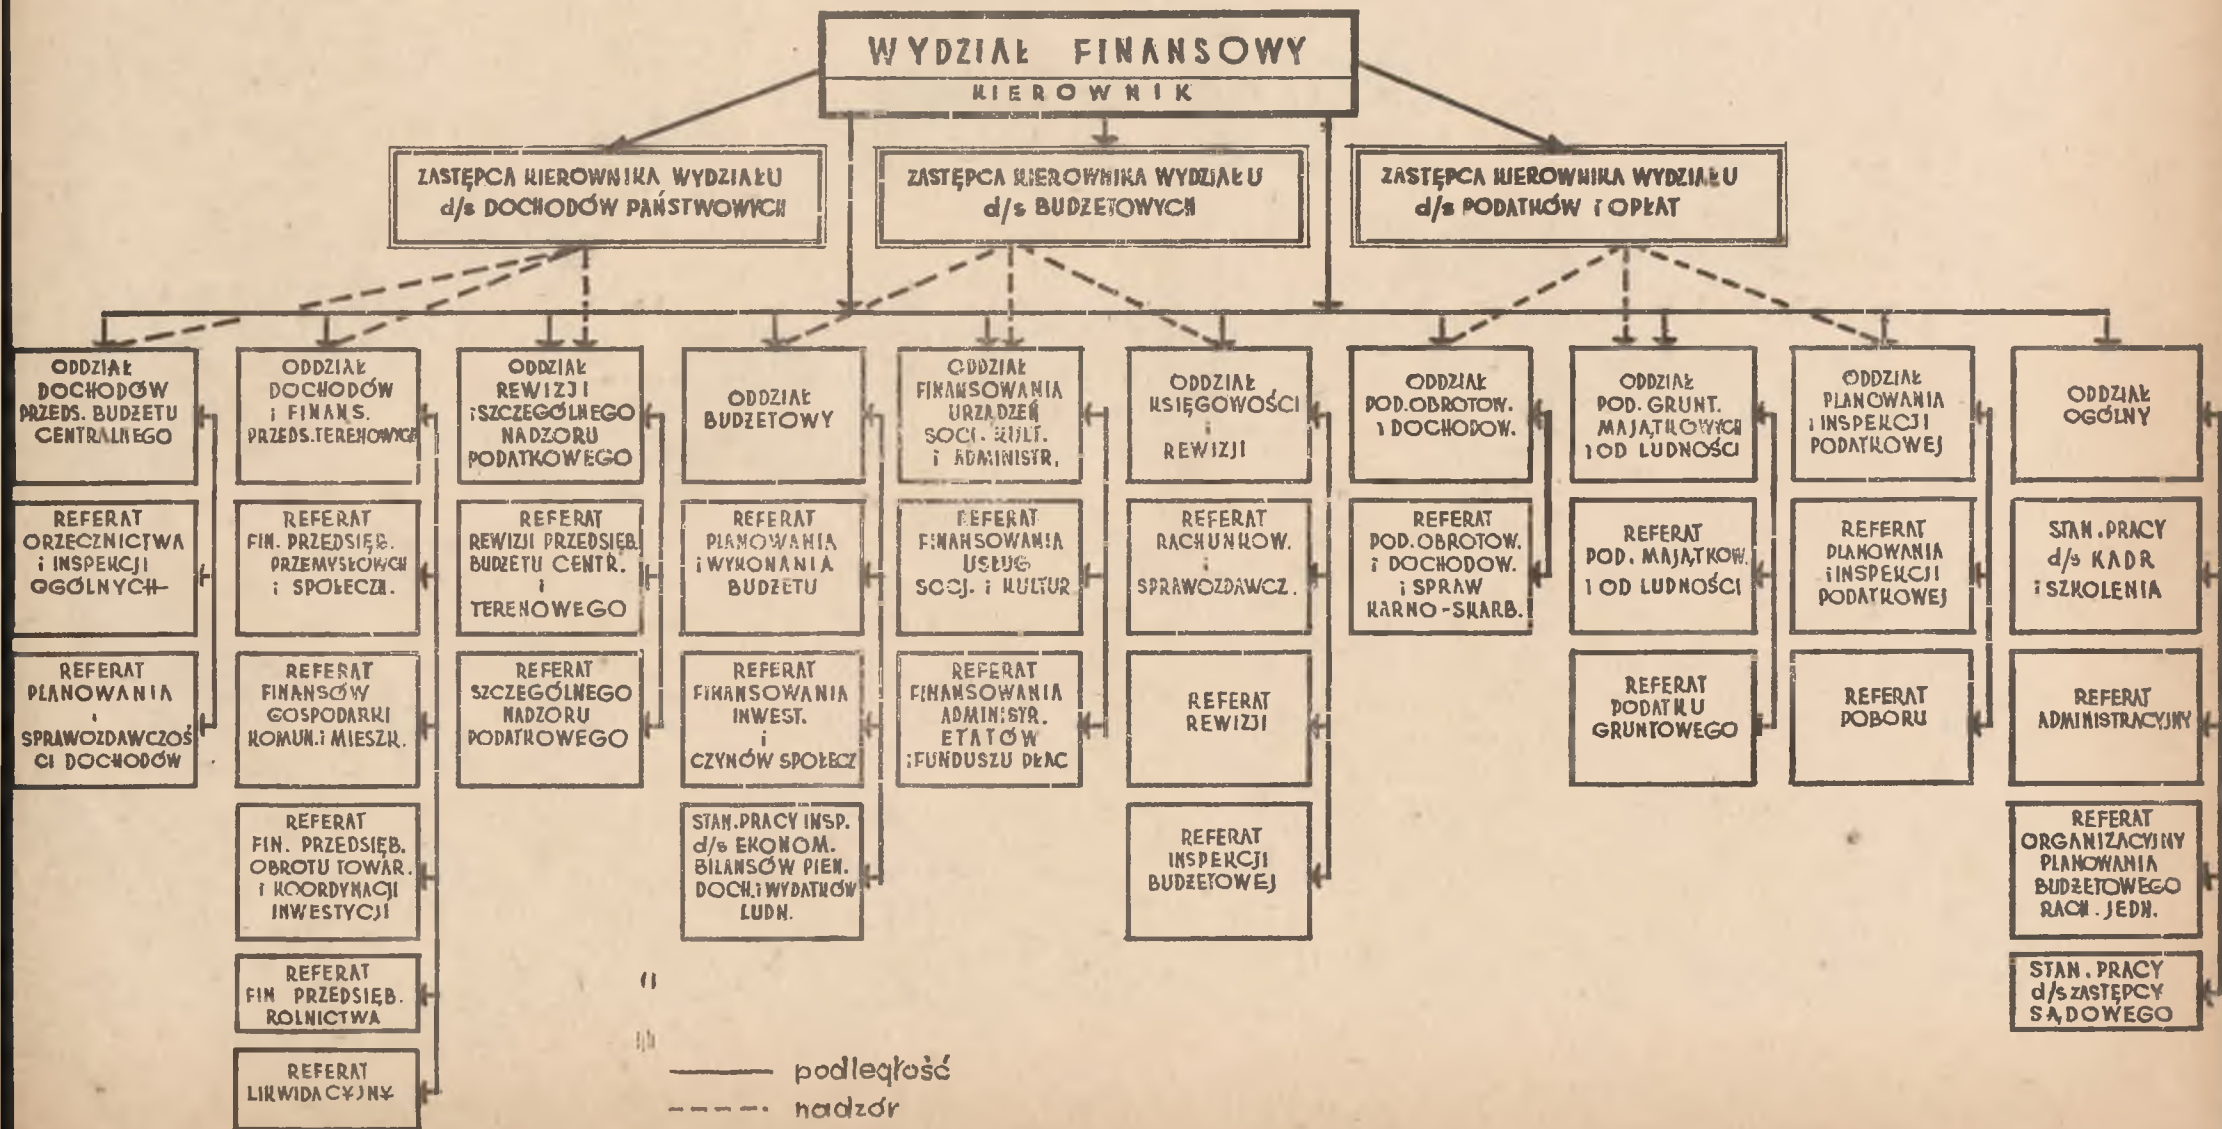 WYDZIAŁ FINANSOWY
KIEROWNIK
ZASTĘPCA KIEROWNIKA WYDZIAŁU
d/s DOCHODÓW PAŃSTWOWYCH
ZASTĘPCA KIEROWNIKA WYDZIAŁU
d/s BUDŻETOWYCH
ZASTĘPCA KIEROWNIKA WYDZIAŁU
d/s PODATKÓW i OPŁAT
ODDZIAŁ
DOCHODÓW
PRZEDS. BUDŻETU
CENTRALNEGO
ODDZIAŁ
DOCHODÓW
i FINANS.
PRZEDS. TERENOWYCH
ODDZIAŁ
REWIZJI
i SZCZEGÓLNEGO
NADZORU
PODATKOWEGO
ODDZIAŁ
BUDŻETOWY
ODDZIAŁ
FINANSOWANIA
URZĄDZEŃ
SOCJ. KULT.
i ADMINISTR.
ODDZIAŁ
KSIĘGOWOŚCI
i
REWIZJI
ODDZIAŁ
POD. OBROTOW.
i DOCHODOW.
ODDZIAŁ
POD. GRUNT.
MAJĄTKOWYCH
i OD LUDNOŚCI
ODDZIAŁ
PLANOWANIA
i INSPEKCJI
PODATKOWEJ
ODDZIAŁ
OGÓLNY
REFERAT
ORZECZNICTWA
i INSPEKCJI
OGÓLNYCH
REFERAT
FIN. PRZEDSIĘB.
PRZEMYSŁOWCH
i SPOŁECZN.
REFERAT
REWIZJI PRZEDSIĘB.
BUDŻETU CENTR.
i
TERENOWEGO
REFERAT
PLANOWANIA
i WYKONANIA
BUDŻETU
REFERAT
FINANSOWANIA
USŁUG
SOCJ. i KULTUR
REFERAT
RACHUNKOW.
i
SPRAWOZDAWCZ.
REFERAT
POD. OBROTOW.
i DOCHODOW.
i SPRAW
KARNO-SKARB.
REFERAT
POD. MAJĄTKOW.
i OD LUDNOŚCI
REFERAT
PLANOWANIA
i INSPEKCJI
PODATKOWEJ
STAN. PRACY
d/s KADR
i SZKOLENIA
REFERAT
PLANOWANIA
i
SPRAWOZDAWCZOŚ
CI DOCHODÓW
REFERAT
FINANSÓW
GOSPODARKI
KOMUN. i MIESZK.
REFERAT
SZCZEGÓLNEGO
NADZORU
PODATKOWEGO
REFERAT
FINANSOWANIA
INWEST.
i
CZYNÓW SPOŁECZ
REFERAT
FINANSOWANIA
ADMINISTR.
ETATÓW
i FUNDUSZU PŁAC
REFERAT
REWIZJI
REFERAT
PODATKU
GRUNTOWEGO
REFERAT
POBORU
REFERAT
ADMINISTRACYJNY
REFERAT
FIN. PRZEDSIĘB.
OBROTU TOWAR.
i KOORDYNACJI
INWESTYCJI
STAN. PRACY INSP.
d/s EKONOM.
BILANSÓW PIEN.
DOCH. i WYDATKÓW
LUDN.
REFERAT
INSPEKCJI
BUDŻETOWEJ
REFERAT
ORGANIZACYJNY
PLANOWANIA
BUDŻETOWEGO
RACH. JEDN.
REFERAT
FIN PRZEDSIĘB.
ROLNICTWA
STAN. PRACY
d/s ZASTĘPCY
SĄDOWEGO
REFERAT
LIKWIDACYJNY
podległość
nadzór